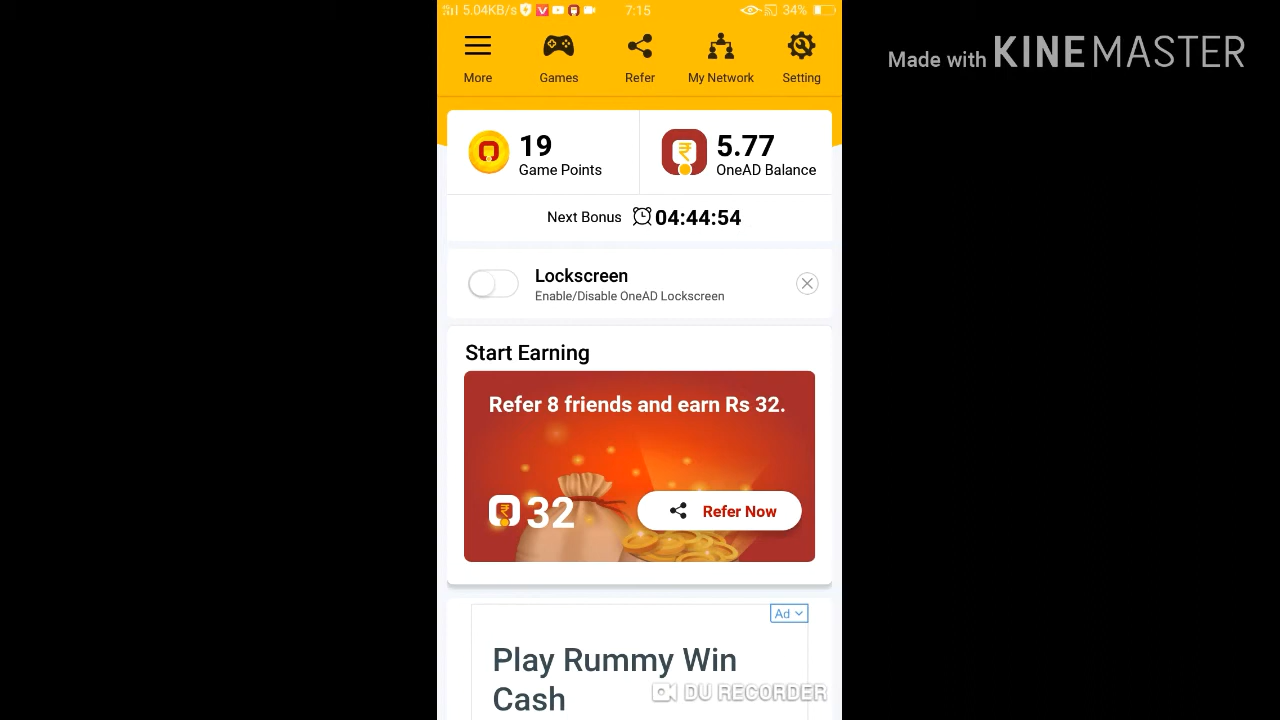 5.04KB/s 7:15 34%
Made with KINEMASTER
More Games Refer My Network Setting
19 5.77
Game Points OneAD Balance
Next Bonus 04:44:54
Lockscreen
Enable/Disable OneAD Lockscreen
Start Earning
Refer 8 friends and earn Rs 32.
32 Refer Now
Ad
Play Rummy Win
Cash
DU RECORDER